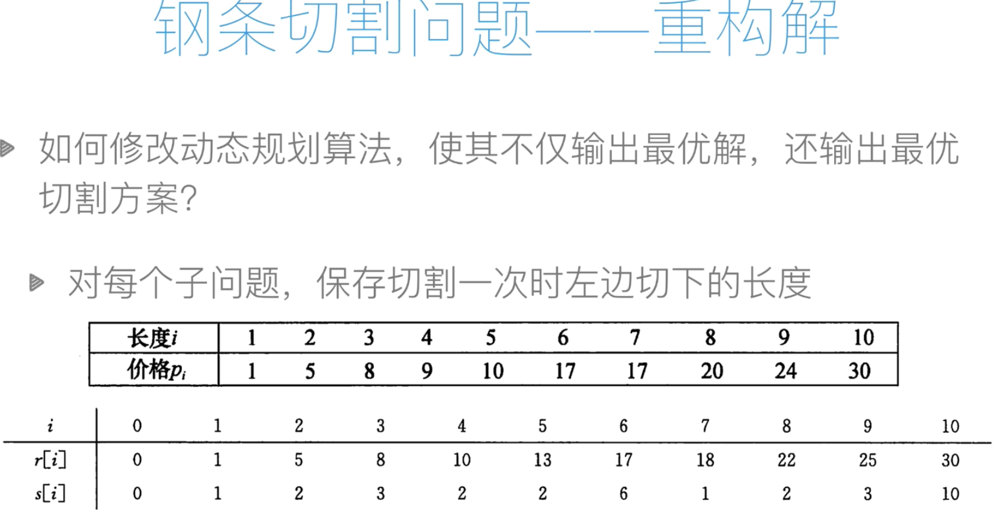 钢条切割问题——重构解
如何修改动态规划算法，使其不仅输出最优解，还输出最优
切割方案？
对每个子问题，保存切割一次时左边切下的长度
长度i 1 2 3 4 5 6 7 8 9 10
价格pᵢ 1 5 8 9 10 17 17 20 24 30
i 0 1 2 3 4 5 6 7 8 9 10
r[i] 0 1 5 8 10 13 17 18 22 25 30
s[i] 0 1 2 3 2 2 6 1 2 3 10